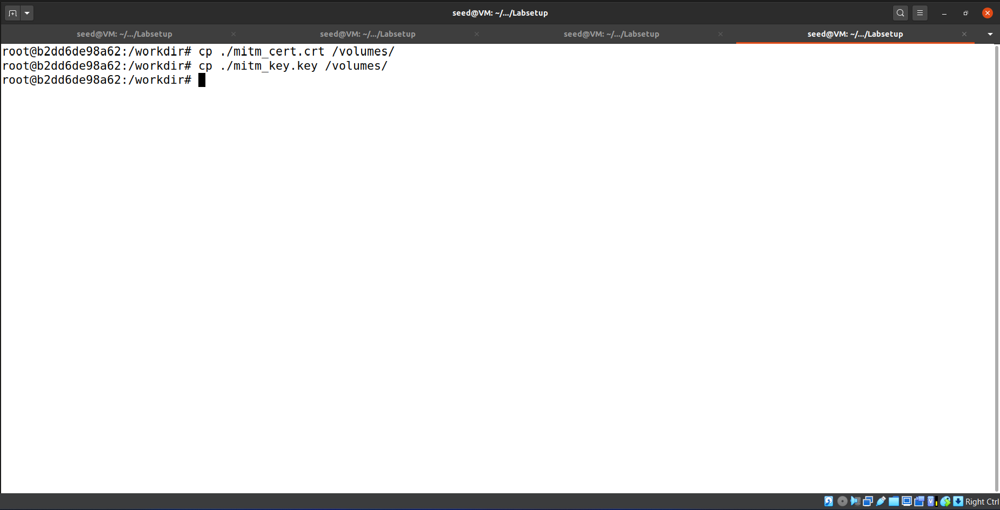 seed@VM: ~/.../Labsetup
seed@VM: ~/.../Labsetup
seed@VM: ~/.../Labsetup
seed@VM: ~/.../Labsetup
seed@VM: ~/.../Labsetup
root@b2dd6de98a62:/workdir# cp ./mitm_cert.crt /volumes/
root@b2dd6de98a62:/workdir# cp ./mitm_key.key /volumes/
root@b2dd6de98a62:/workdir#
Right Ctrl